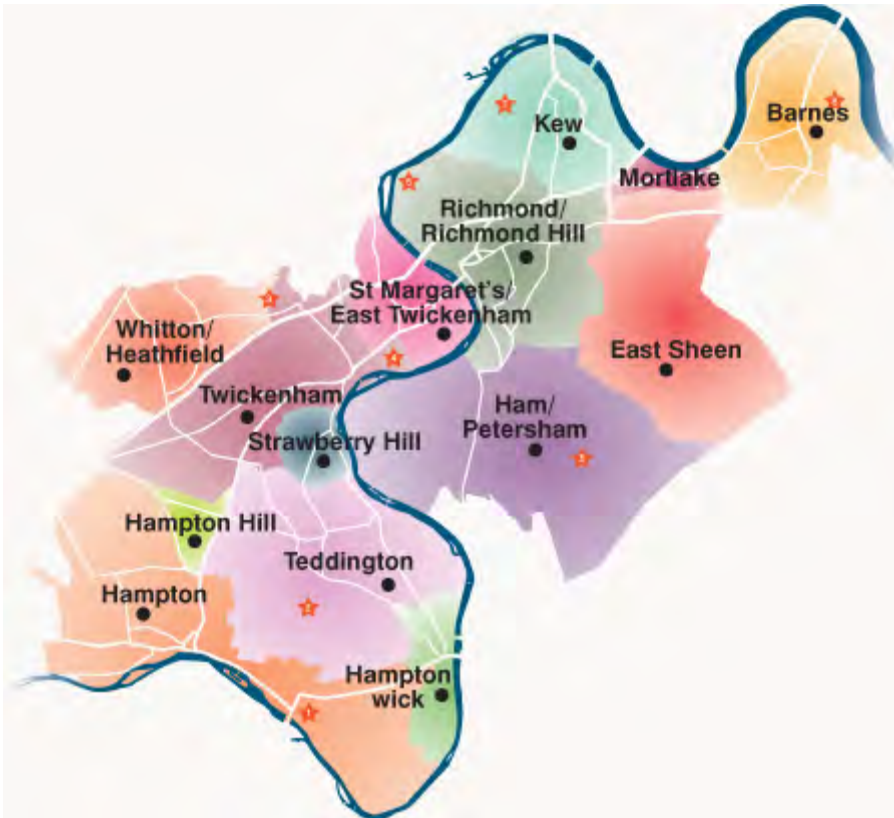 Kew
Barnes
Mortlake
Richmond/
Richmond Hill
St Margaret's/
East Twickenham
Whitton/
Heathfield
East Sheen
Twickenham
Ham/
Petersham
Strawberry Hill
Hampton Hill
Teddington
Hampton
Hampton
wick